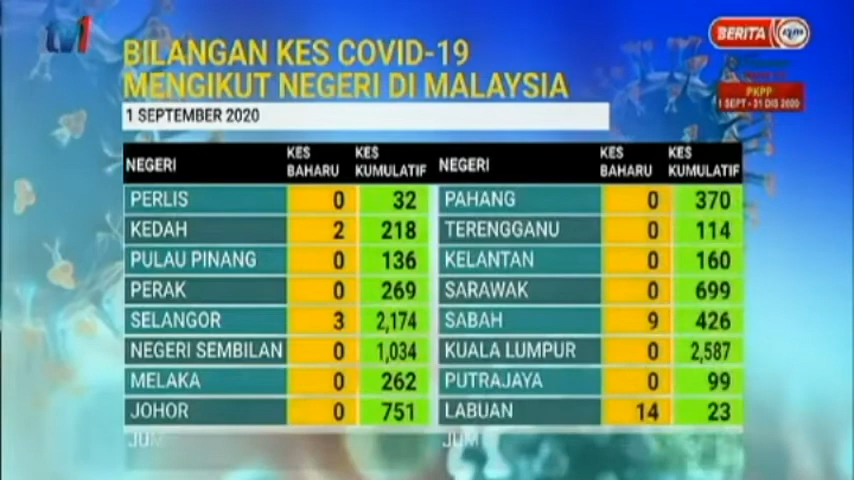 tv1
BERITA
BILANGAN KES COVID-19
MENGIKUT NEGERI DI MALAYSIA
PKPP
1 SEPT - 31 DIS 2020
1 SEPTEMBER 2020
NEGERI KES BAHARU KES KUMULATIF NEGERI KES BAHARU KES KUMULATIF
PERLIS 0 32 PAHANG 0 370
KEDAH 2 218 TERENGGANU 0 114
PULAU PINANG 0 136 KELANTAN 0 160
PERAK 0 269 SARAWAK 0 699
SELANGOR 3 2,174 SABAH 9 426
NEGERI SEMBILAN 0 1,034 KUALA LUMPUR 0 2,587
MELAKA 0 262 PUTRAJAYA 0 99
JOHOR 0 751 LABUAN 14 23
JUM JUM